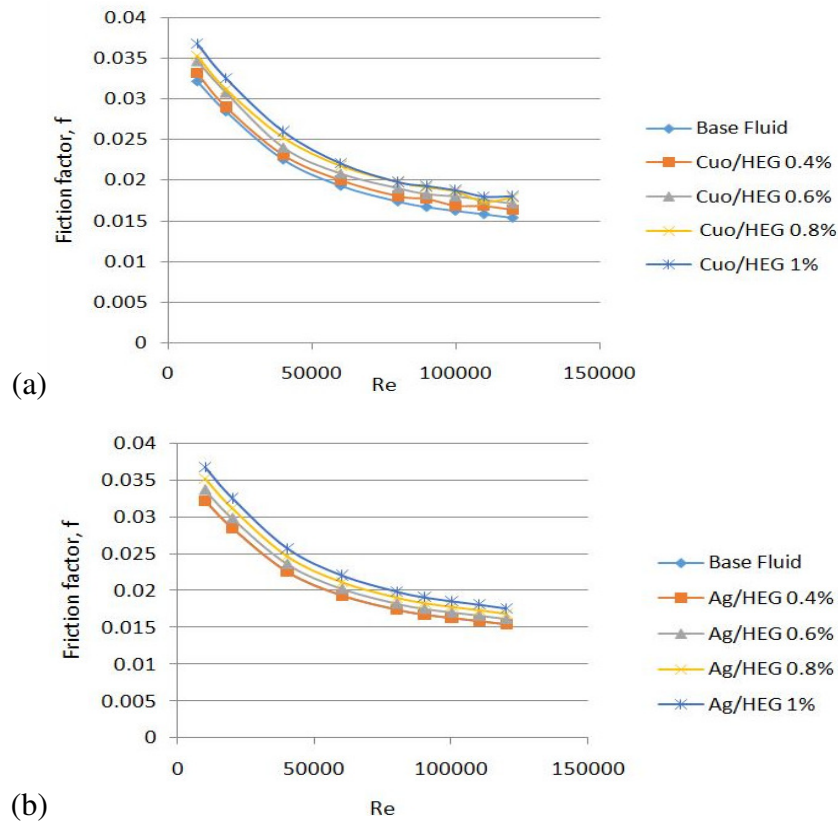 0.04
0.035
0.03
0.025
0.02
0.015
0.01
0.005
0
Fiction factor, f
0 50000 100000 150000
Re
Base Fluid
Cuo/HEG 0.4%
Cuo/HEG 0.6%
Cuo/HEG 0.8%
Cuo/HEG 1%
(a)
0.04
0.035
0.03
0.025
0.02
0.015
0.01
0.005
0
Friction factor, f
0 50000 100000 150000
Re
Base Fluid
Ag/HEG 0.4%
Ag/HEG 0.6%
Ag/HEG 0.8%
Ag/HEG 1%
(b)